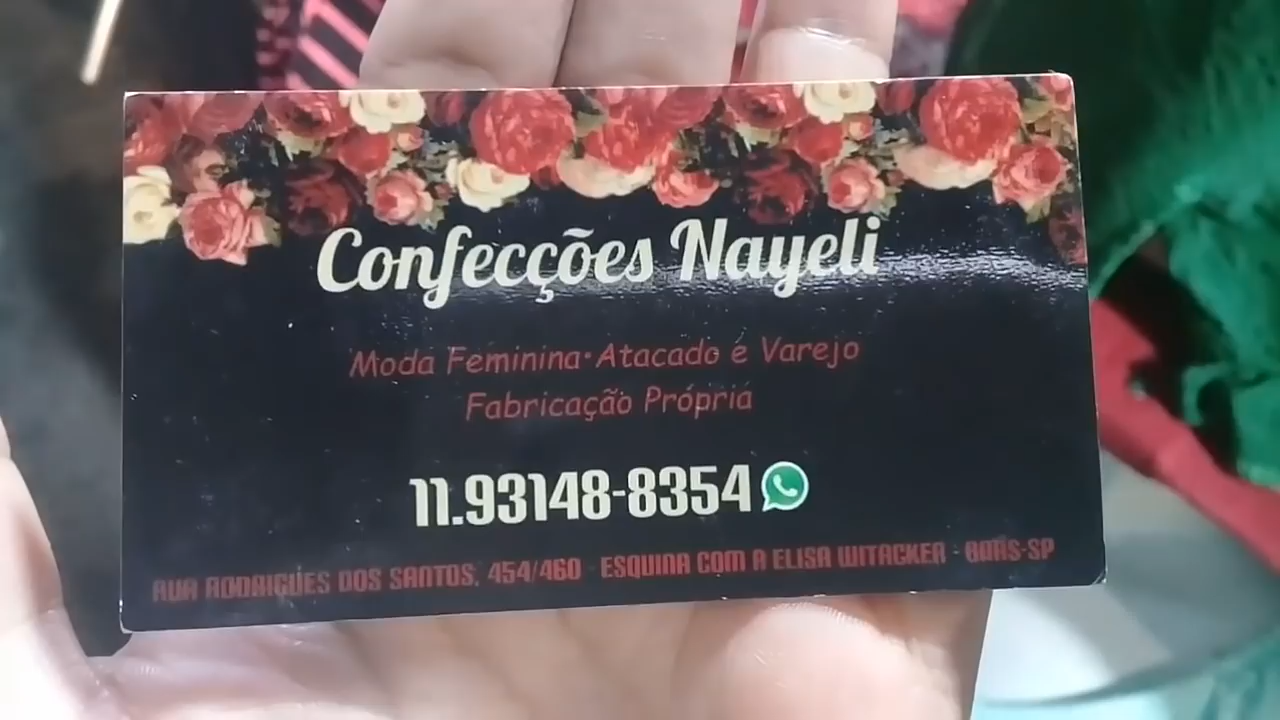 Confecções Nayeli
Moda Feminina·Atacado e Varejo
Fabricação Própria
11.93148-8354
RUA RODRIGUES DOS SANTOS, 454/460 - ESQUINA COM A ELISA WITACKER - BRÁS-SP